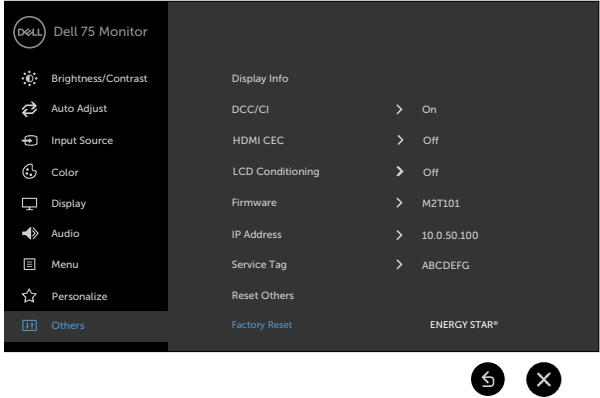 DELL Dell 75 Monitor
Brightness/Contrast Display Info
Auto Adjust DCC/CI On
Input Source HDMI CEC Off
Color LCD Conditioning Off
Display Firmware M2T101
Audio IP Address 10.0.50.100
Menu Service Tag ABCDEFG
Personalize Reset Others
Others Factory Reset ENERGY STAR®